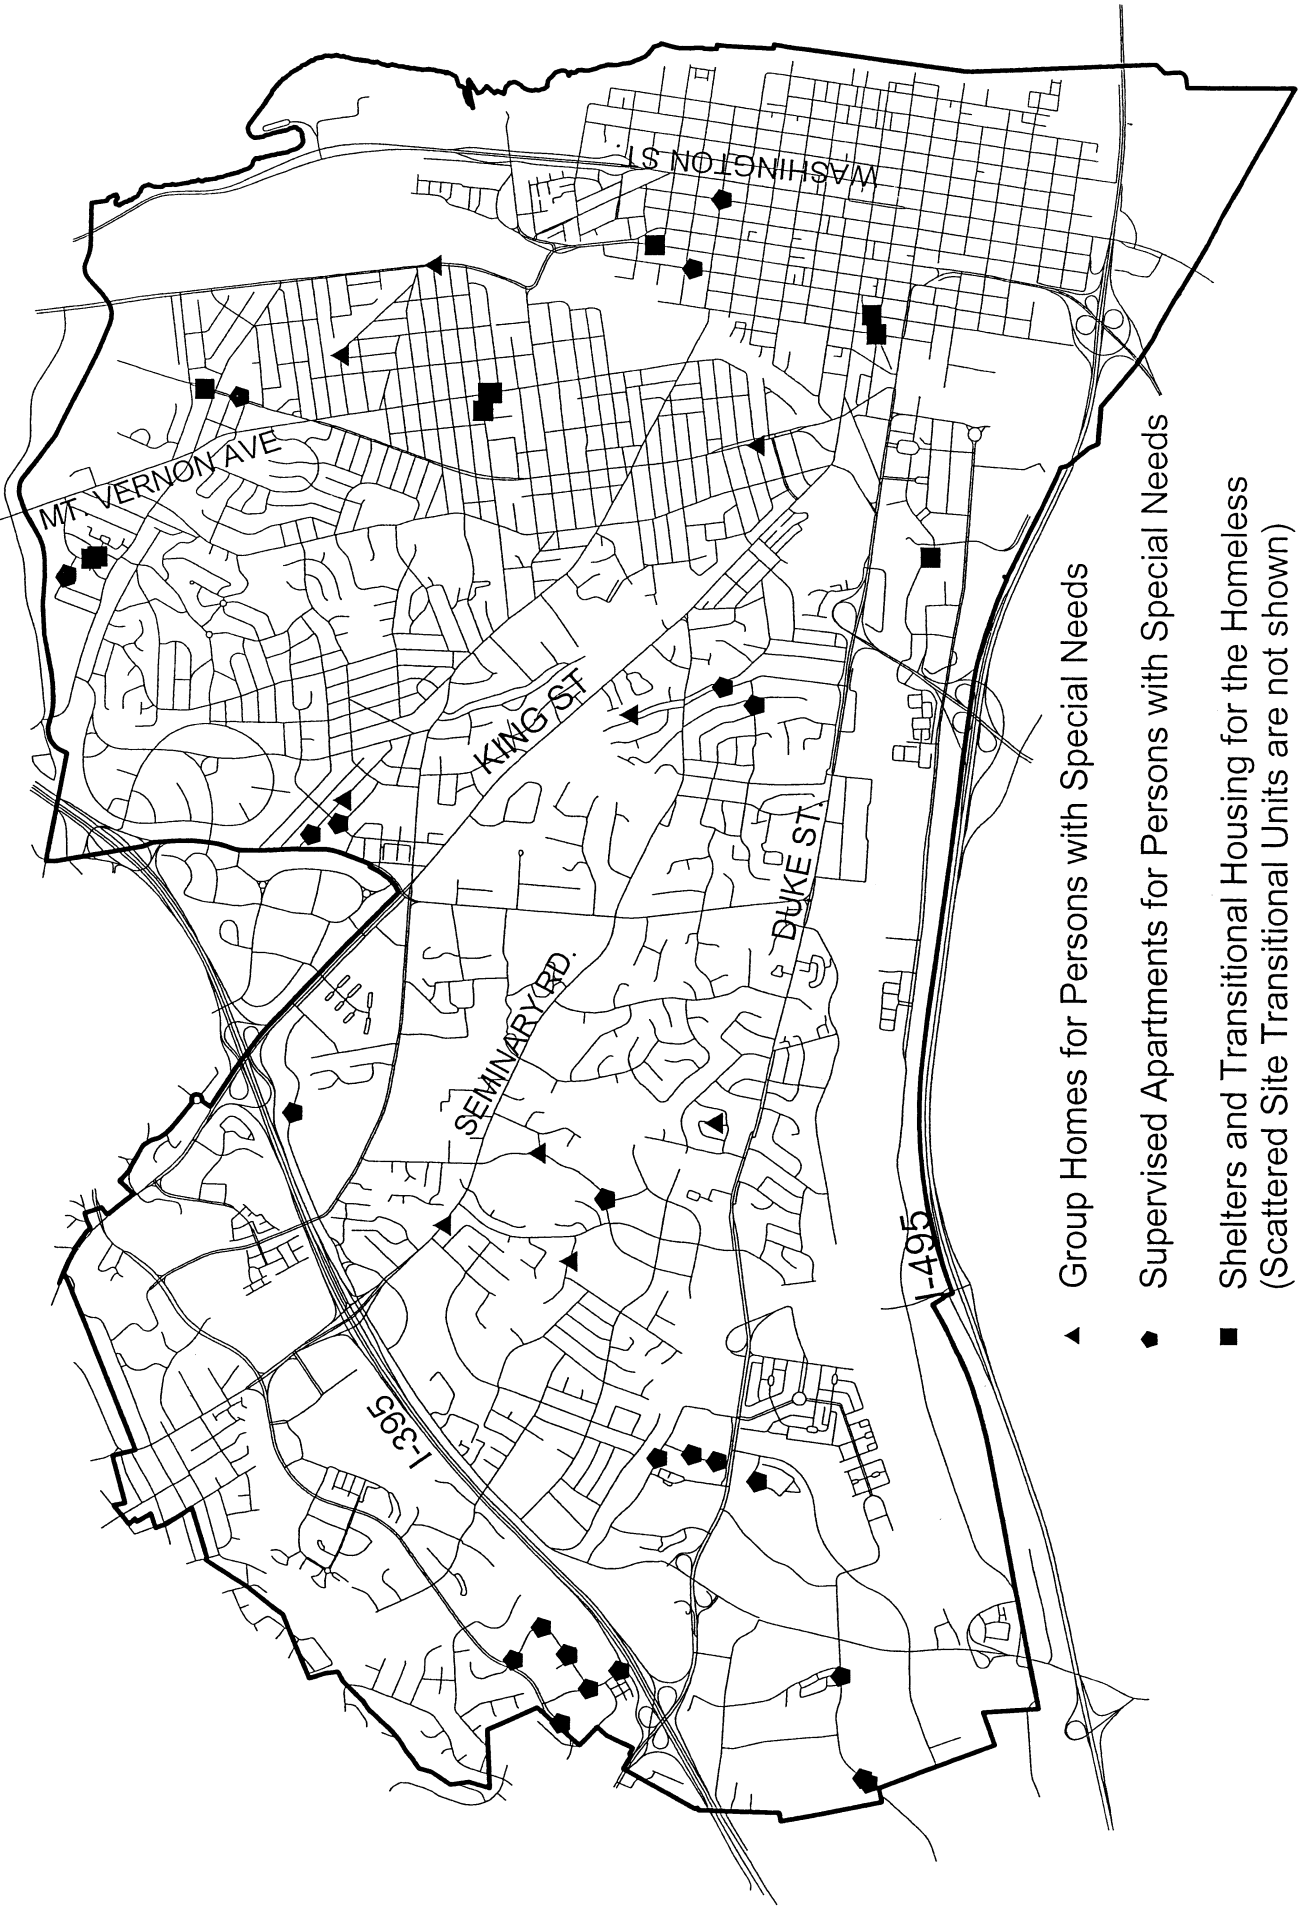 MT. VERNON AVE
WASHINGTON ST.
KING ST
DUKE ST.
SEMINARY RD.
I-395
I-495
Group Homes for Persons with Special Needs
Supervised Apartments for Persons with Special Needs
Shelters and Transitional Housing for the Homeless
(Scattered Site Transitional Units are not shown)